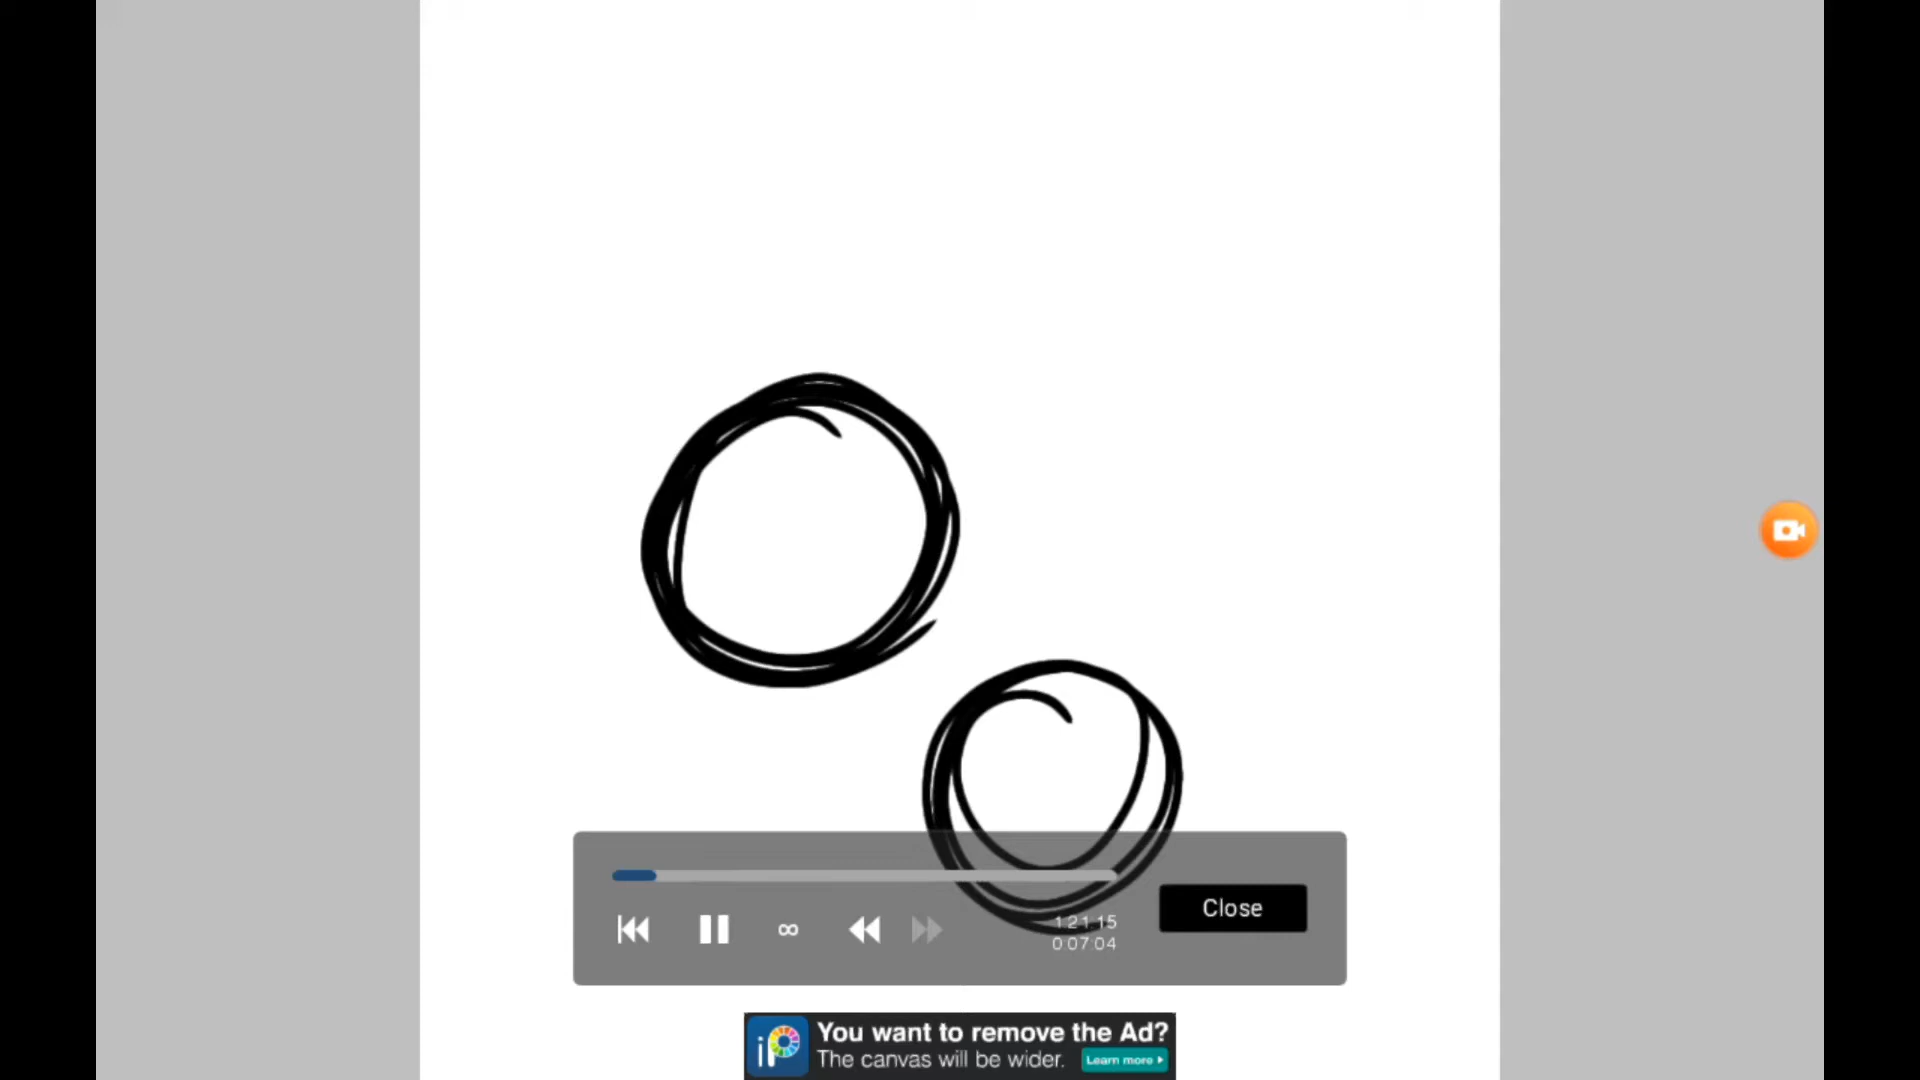 Close
1:21:15
0:07:04
iP
You want to remove the Ad?
The canvas will be wider.
Learn more